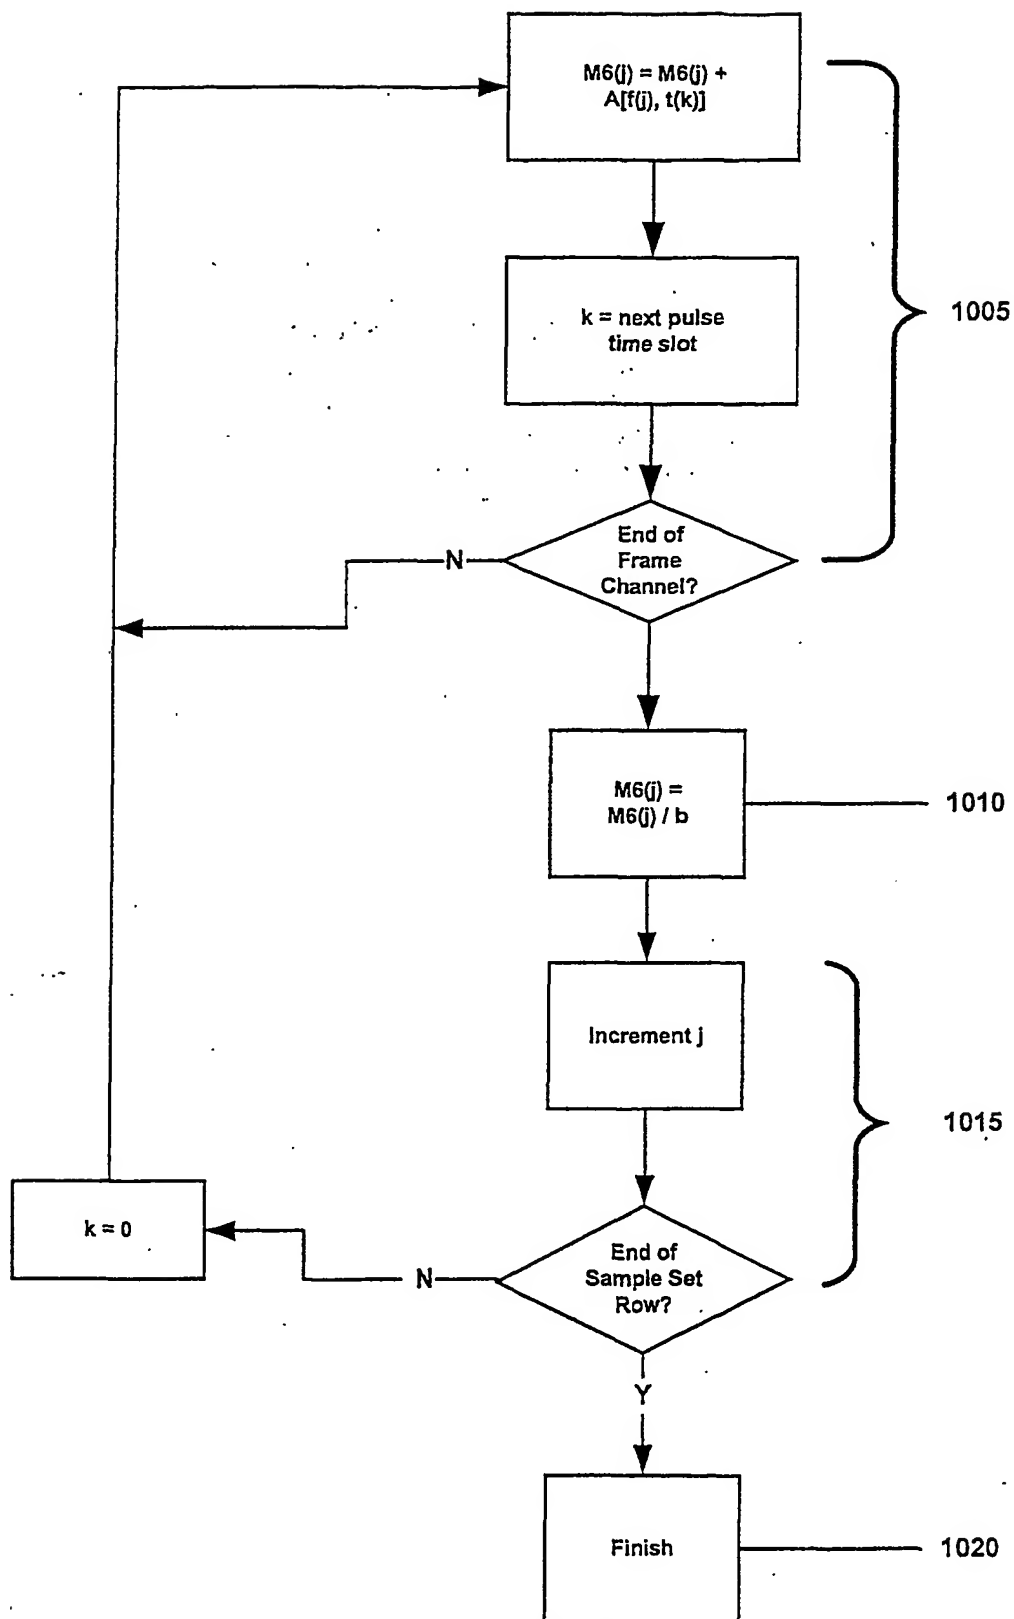 M6(j) = M6(j) +
A[f(j), t(k)]
k = next pulse
time slot
1005
End of
Frame
Channel?
N
M6(j) =
M6(j) / b
1010
Increment j
1015
k = 0
N
End of
Sample Set
Row?
Y
Finish
1020